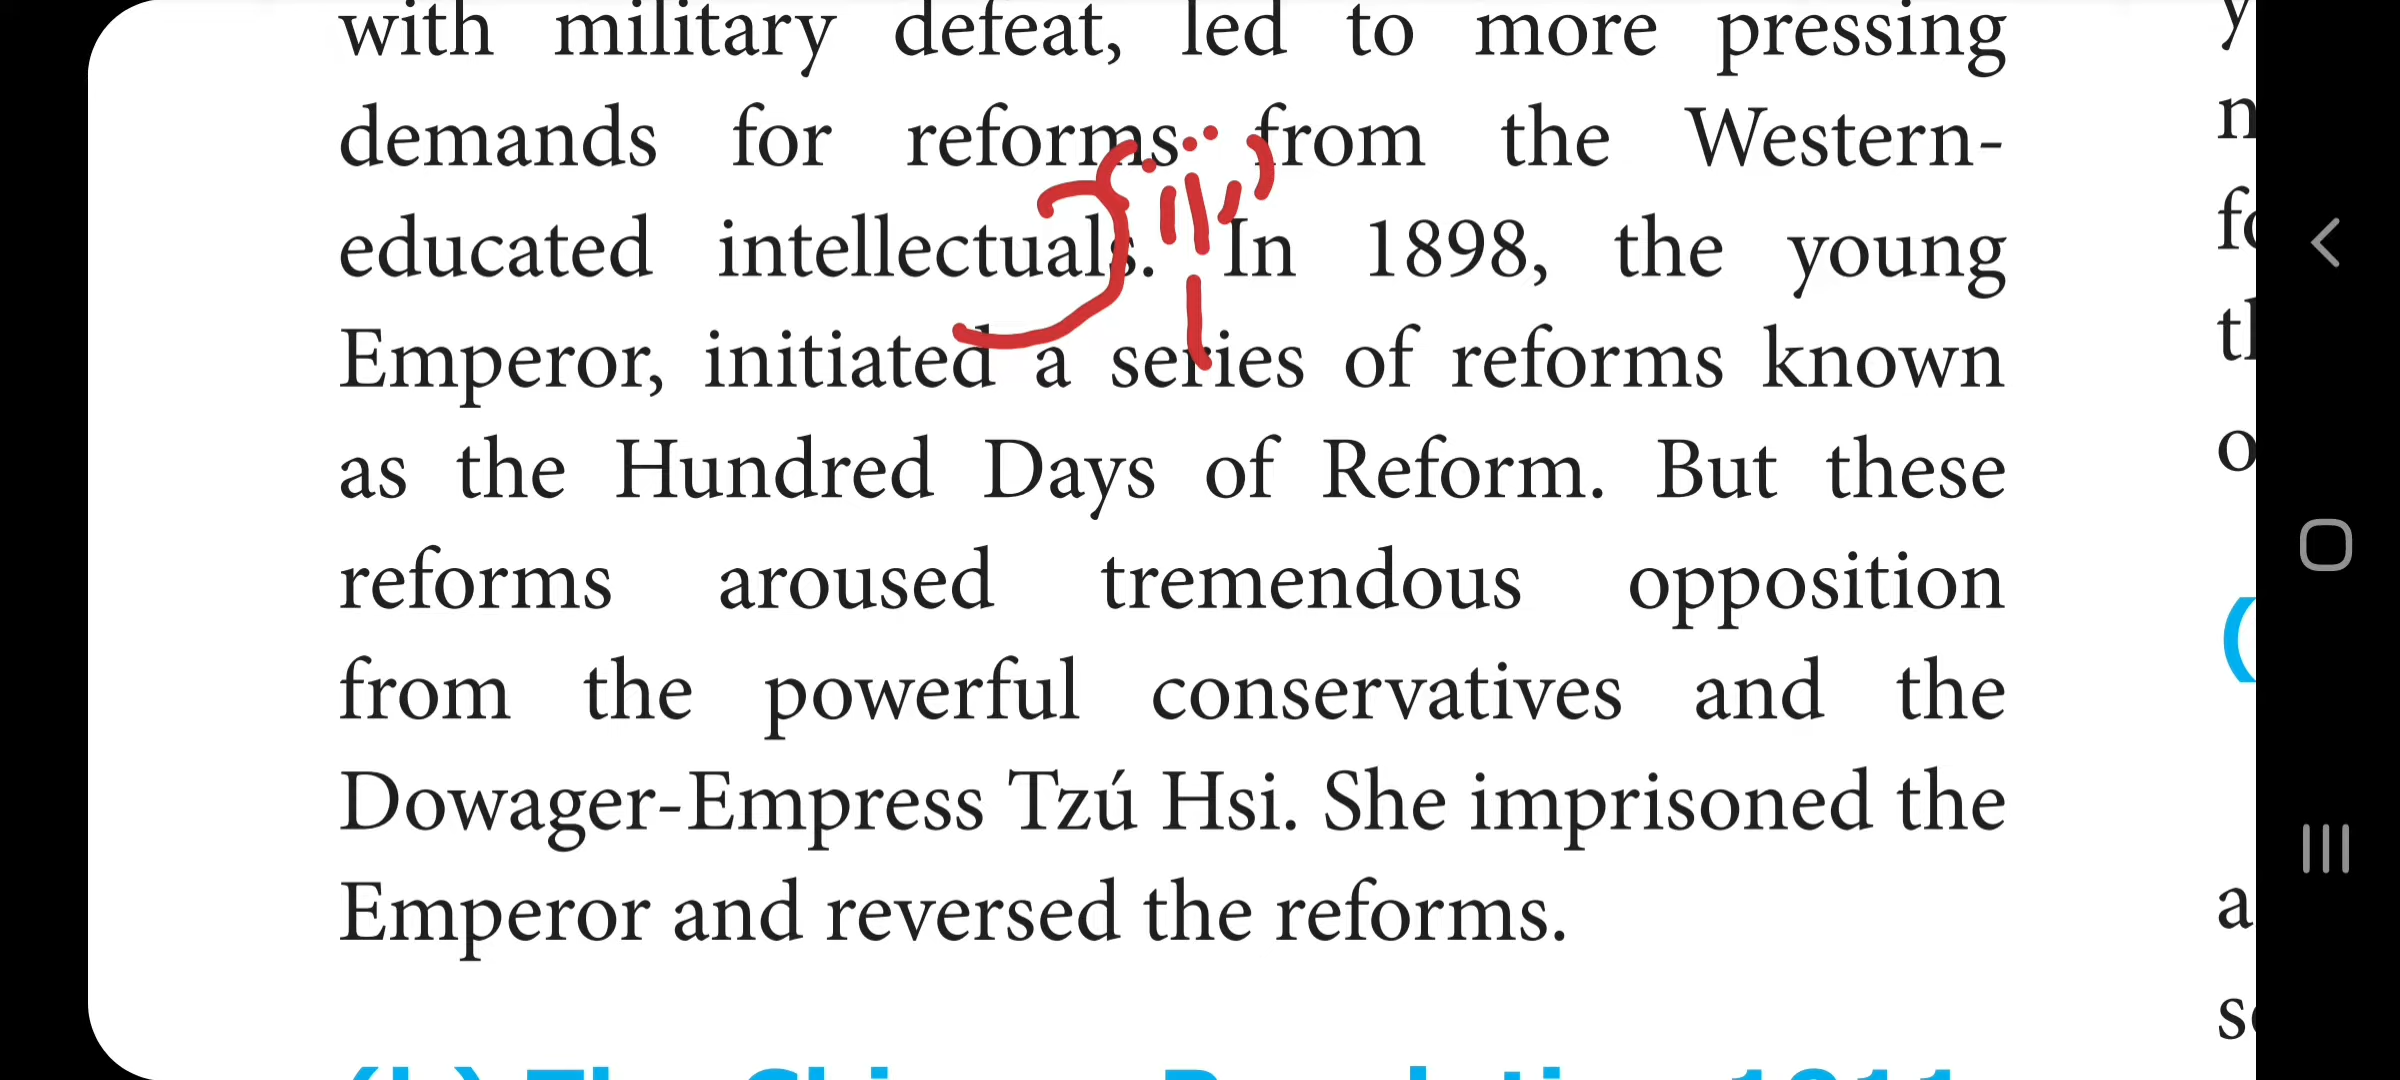 with military defeat, led to more pressing
demands for reforms from the Western-
educated intellectuals. In 1898, the young
Emperor, initiated a series of reforms known
as the Hundred Days of Reform. But these
reforms aroused tremendous opposition
from the powerful conservatives and the
Dowager-Empress Tzú Hsi. She imprisoned the
Emperor and reversed the reforms.